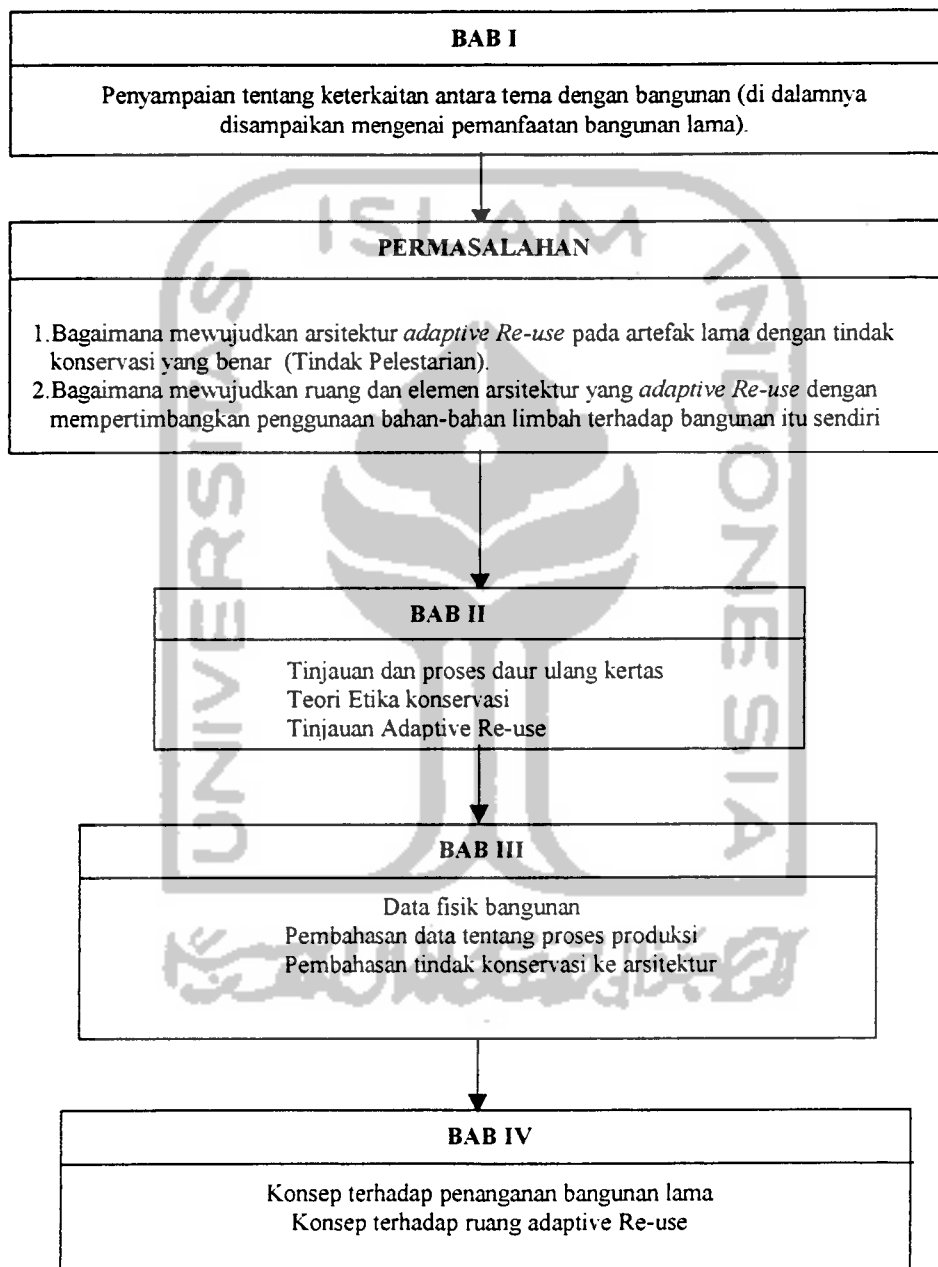 BAB I
Penyampaian tentang keterkaitan antara tema dengan bangunan (di dalamnya
disampaikan mengenai pemanfaatan bangunan lama).
ISLAM
UNIVERSITAS
INDONESIA
PERMASALAHAN
1.Bagaimana mewujudkan arsitektur adaptive Re-use pada artefak lama dengan tindak
konservasi yang benar (Tindak Pelestarian).
2.Bagaimana mewujudkan ruang dan elemen arsitektur yang adaptive Re-use dengan
mempertimbangkan penggunaan bahan-bahan limbah terhadap bangunan itu sendiri
BAB II
Tinjauan dan proses daur ulang kertas
Teori Etika konservasi
Tinjauan Adaptive Re-use
BAB III
Data fisik bangunan
Pembahasan data tentang proses produksi
Pembahasan tindak konservasi ke arsitektur
BAB IV
Konsep terhadap penanganan bangunan lama
Konsep terhadap ruang adaptive Re-use